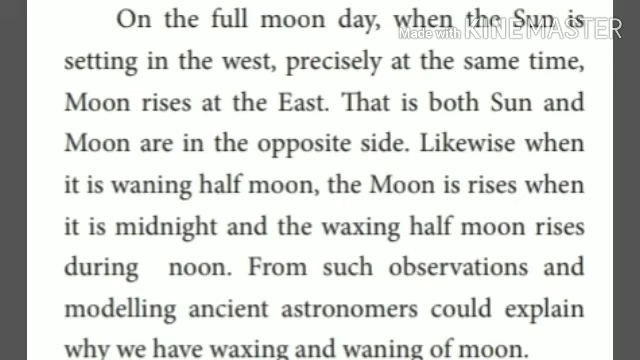 On the full moon day, when the Sun is
Made with KINEMASTER
setting in the west, precisely at the same time,
Moon rises at the East. That is both Sun and
Moon are in the opposite side. Likewise when
it is waning half moon, the Moon is rises when
it is midnight and the waxing half moon rises
during noon. From such observations and
modelling ancient astronomers could explain
why we have waxing and waning of moon.